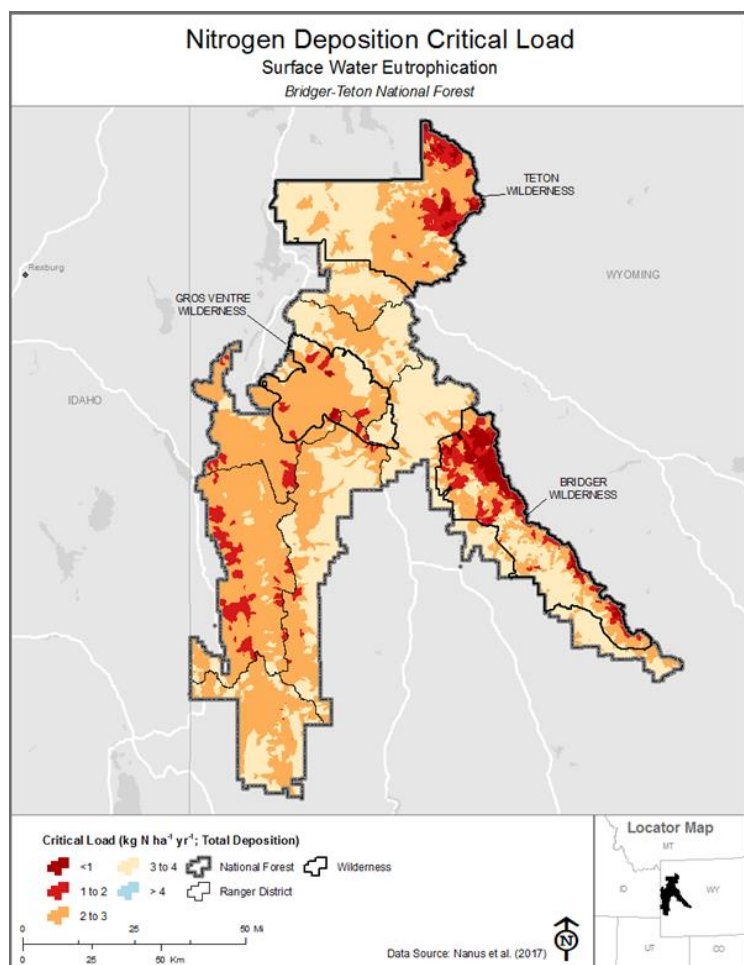 Nitrogen Deposition Critical Load
Surface Water Eutrophication
Bridger-Teton National Forest
TETON
WILDERNESS
Rexburg
WYOMING
GROS VENTRE
WILDERNESS
IDAHO
BRIDGER
WILDERNESS
Critical Load (kg N ha⁻¹ yr⁻¹; Total Deposition)
<1
3 to 4
National Forest
Wilderness
1 to 2
> 4
Ranger District
2 to 3
0 25 50 Mi
0 25 50 Km
Data Source: Nanus et al. (2017)
N
Locator Map
MT
ID
WY
UT
CO